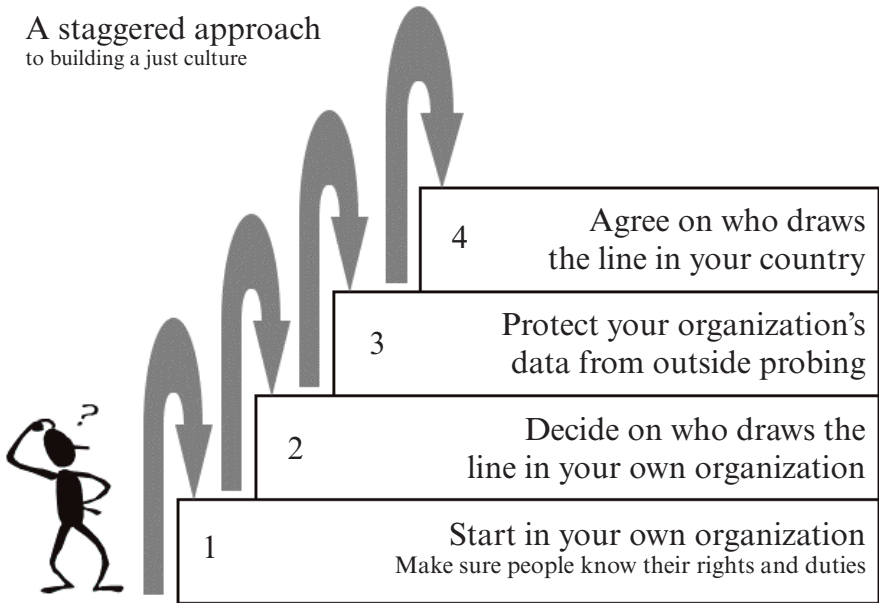 A staggered approach
to building a just culture
?
4
Agree on who draws
the line in your country
3
Protect your organization's
data from outside probing
2
Decide on who draws the
line in your own organization
1
Start in your own organization
Make sure people know their rights and duties